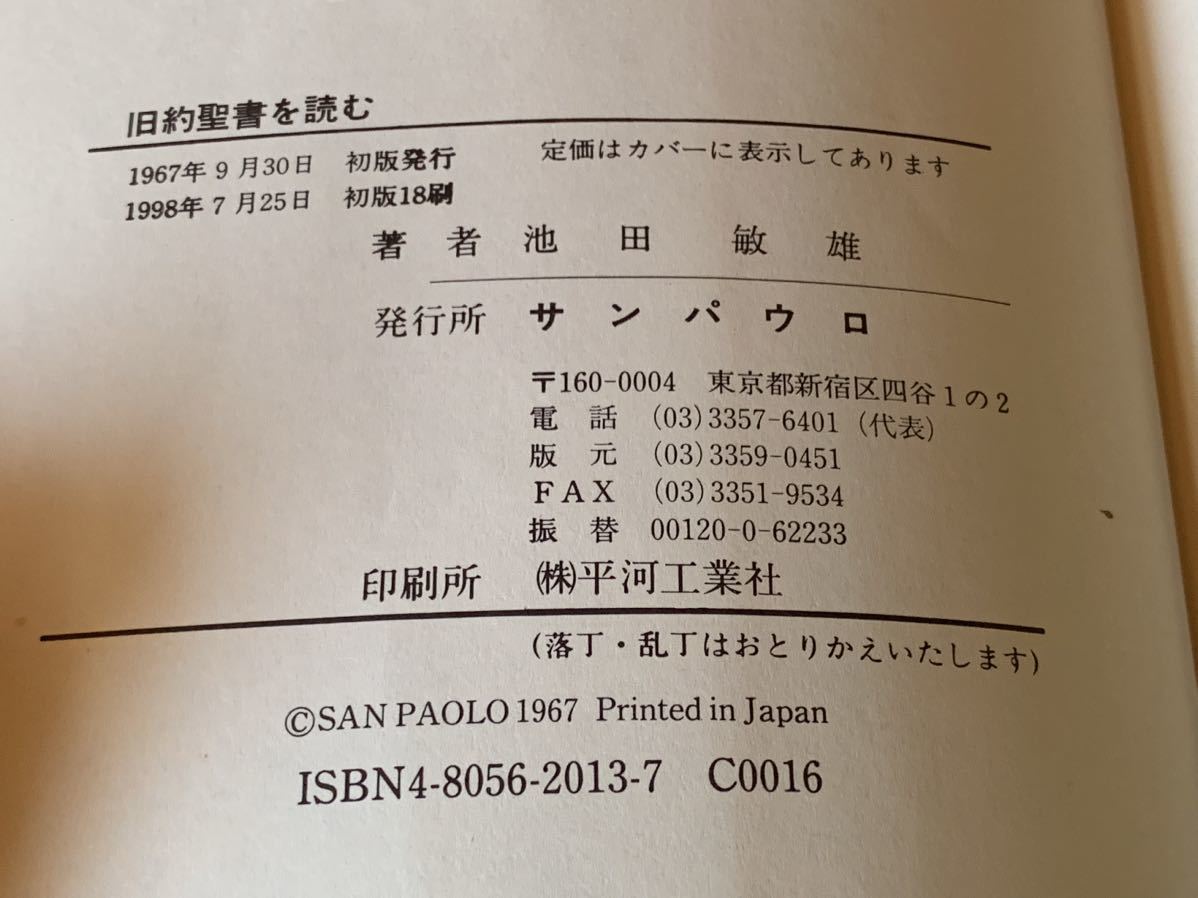 旧約聖書を読む
1967年9月30日 初版発行 定価はカバーに表示してあります
1998年7月25日 初版18刷
著者 池田敏雄
発行所 サンパウロ
〒160-0004 東京都新宿区四谷1の2
電話 (03)3357-6401 (代表)
版元 (03)3359-0451
FAX (03)3351-9534
振替 00120-0-62233
印刷所 ㈱平河工業社
(落丁・乱丁はおとりかえいたします)
©SAN PAOLO 1967 Printed in Japan
ISBN4-8056-2013-7 C0016